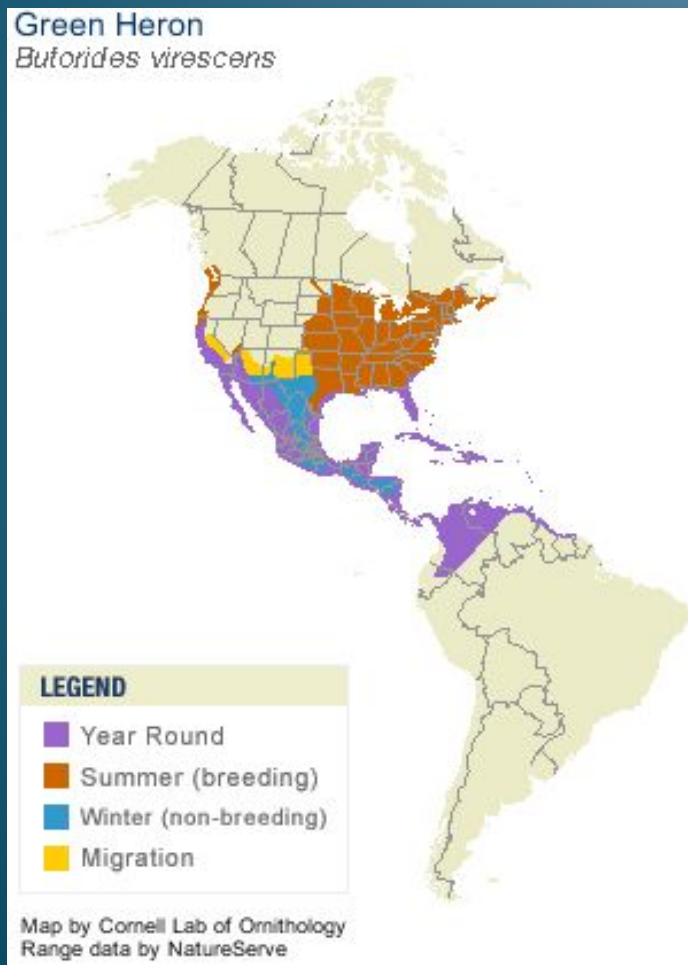 Green Heron
Butorides virescens
LEGEND
Year Round
Summer (breeding)
Winter (non-breeding)
Migration
Map by Cornell Lab of Ornithology
Range data by NatureServe